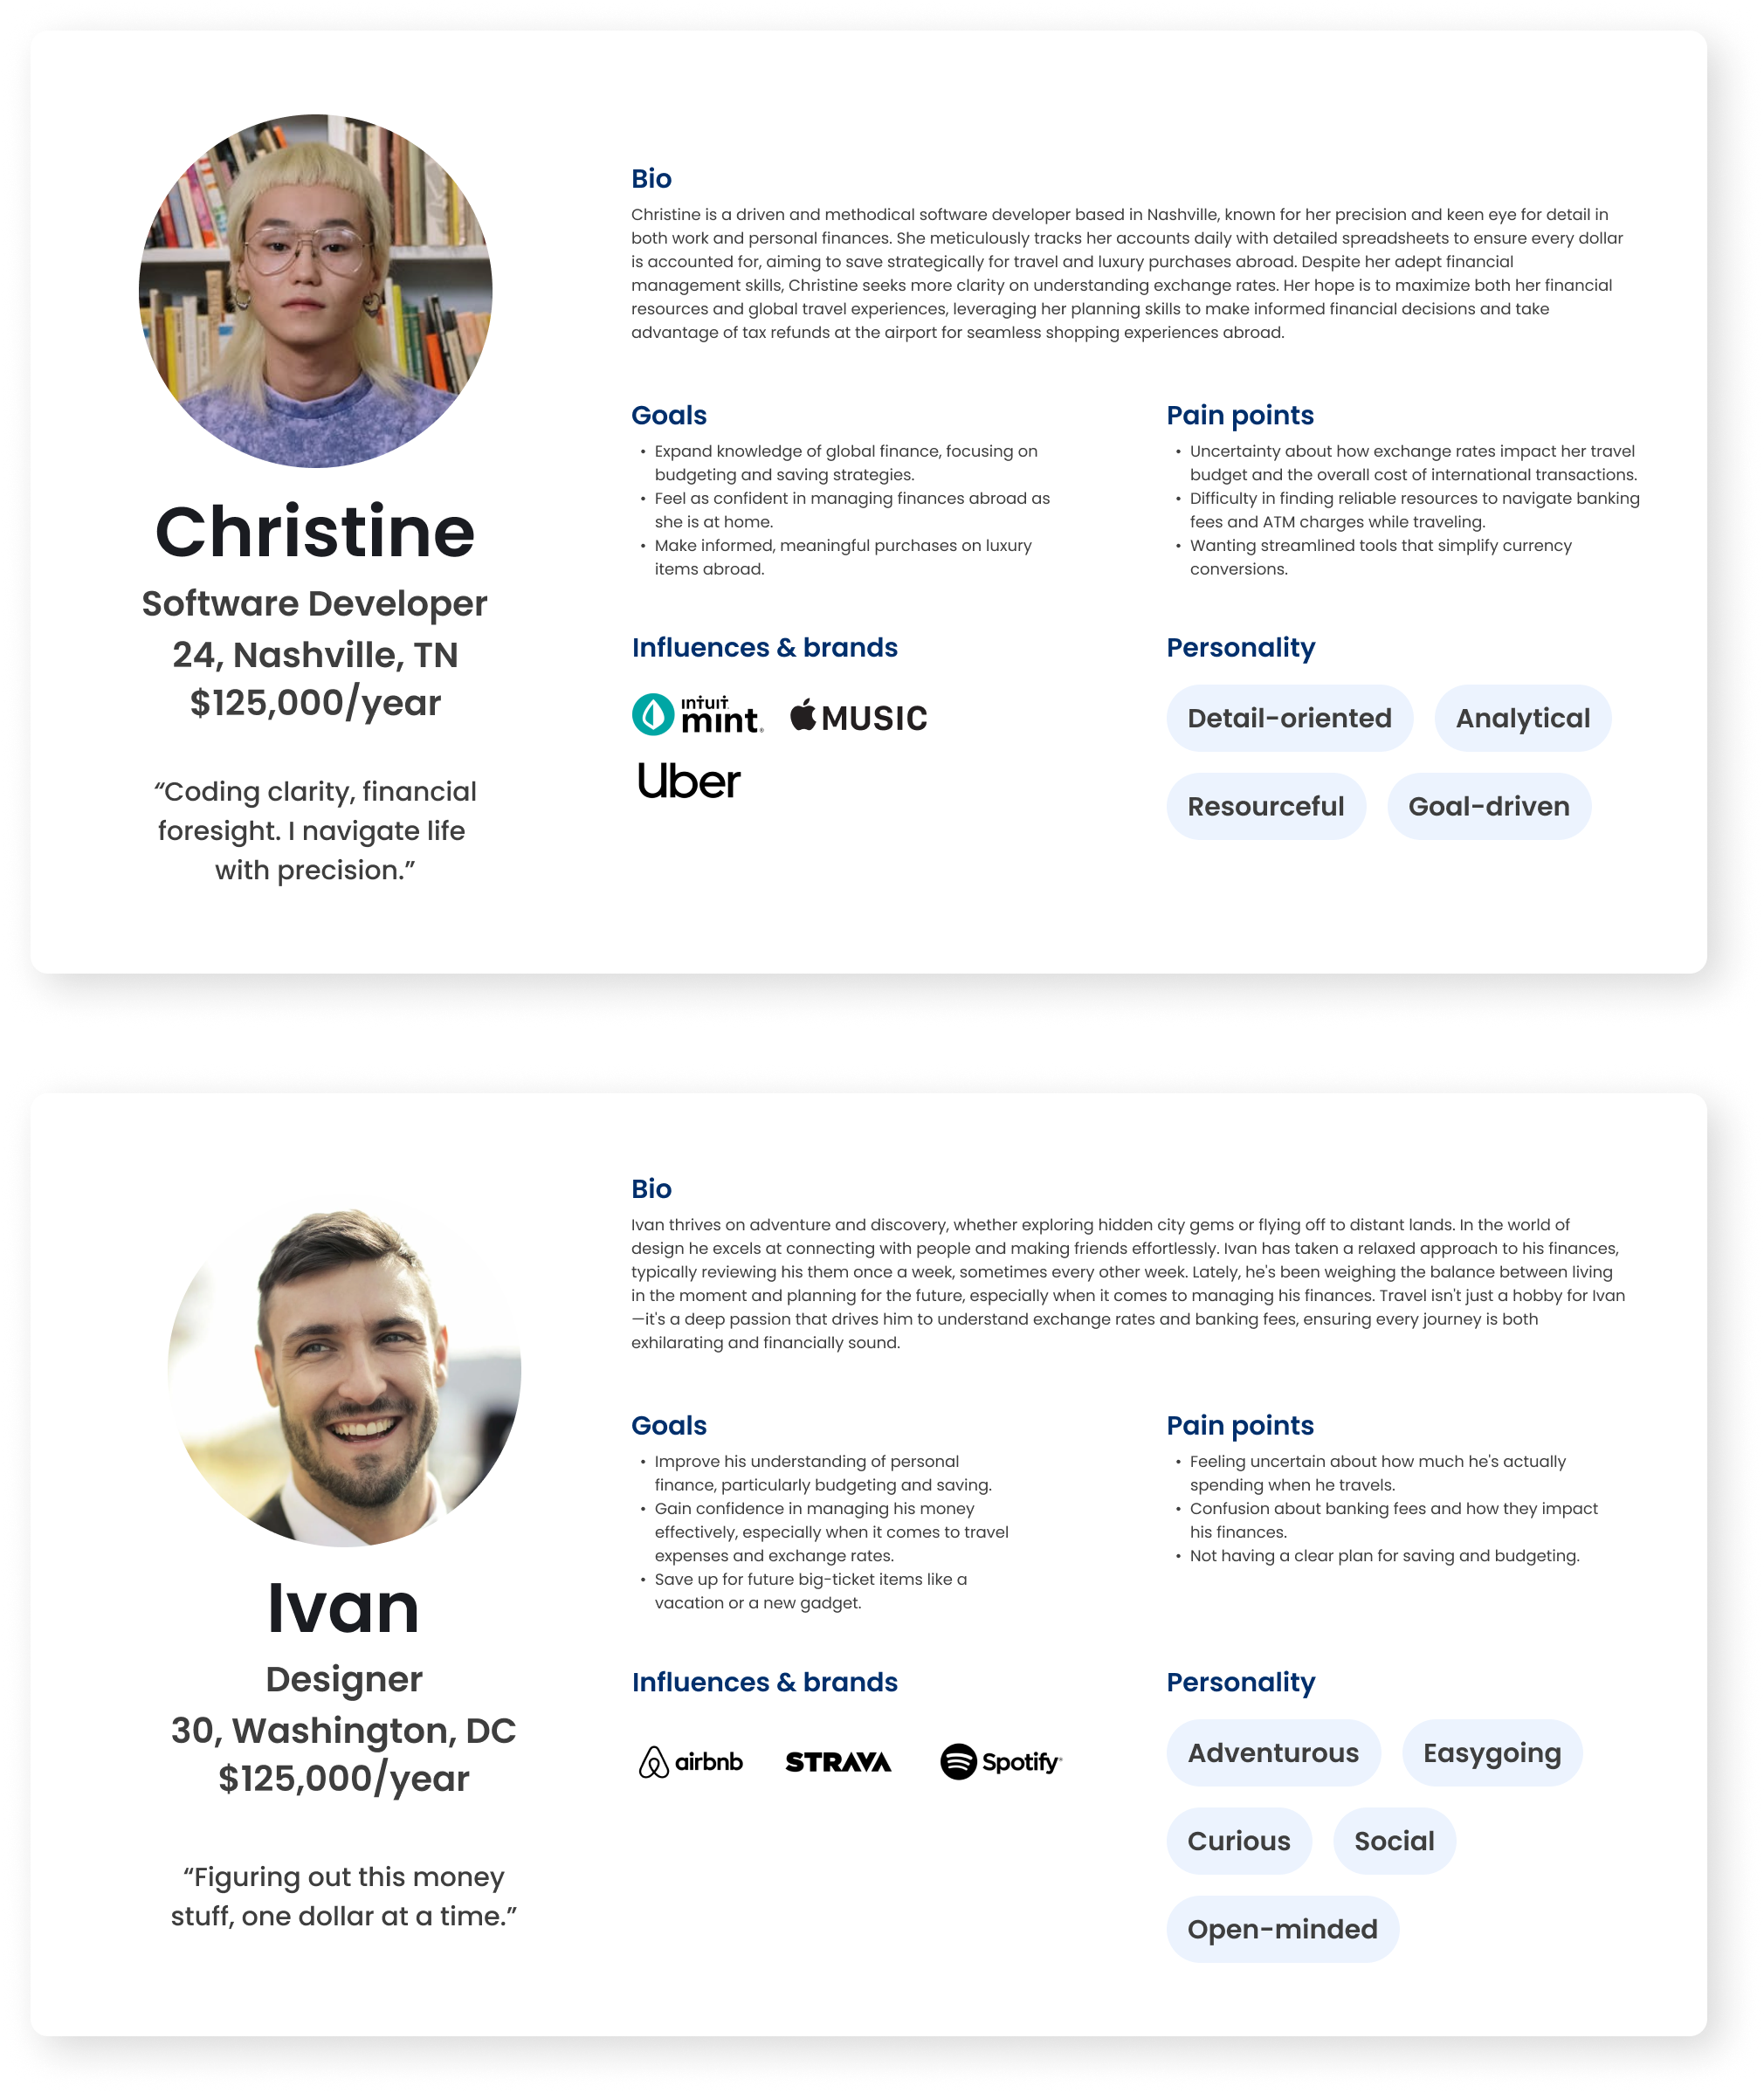 Christine
Software Developer
24, Nashville, TN
$125,000/year
“Coding clarity, financial
foresight. I navigate life
with precision.”
Bio
Christine is a driven and methodical software developer based in Nashville, known for her precision and keen eye for detail in
both work and personal finances. She meticulously tracks her accounts daily with detailed spreadsheets to ensure every dollar
is accounted for, aiming to save strategically for travel and luxury purchases abroad. Despite her adept financial
management skills, Christine seeks more clarity on understanding exchange rates. Her hope is to maximize both her financial
resources and global travel experiences, leveraging her planning skills to make informed financial decisions and take
advantage of tax refunds at the airport for seamless shopping experiences abroad.
Goals
• Expand knowledge of global finance, focusing on
budgeting and saving strategies.
• Feel as confident in managing finances abroad as
she is at home.
• Make informed, meaningful purchases on luxury
items abroad.
Pain points
• Uncertainty about how exchange rates impact her travel
budget and the overall cost of international transactions.
• Difficulty in finding reliable resources to navigate banking
fees and ATM charges while traveling.
• Wanting streamlined tools that simplify currency
conversions.
Influences & brands
intuit
mint
MUSIC
Uber
Personality
Detail-oriented
Analytical
Resourceful
Goal-driven
Ivan
Designer
30, Washington, DC
$125,000/year
“Figuring out this money
stuff, one dollar at a time.”
Bio
Ivan thrives on adventure and discovery, whether exploring hidden city gems or flying off to distant lands. In the world of
design he excels at connecting with people and making friends effortlessly. Ivan has taken a relaxed approach to his finances,
typically reviewing his them once a week, sometimes every other week. Lately, he's been weighing the balance between living
in the moment and planning for the future, especially when it comes to managing his finances. Travel isn't just a hobby for Ivan
—it's a deep passion that drives him to understand exchange rates and banking fees, ensuring every journey is both
exhilarating and financially sound.
Goals
• Improve his understanding of personal
finance, particularly budgeting and saving.
• Gain confidence in managing his money
effectively, especially when it comes to travel
expenses and exchange rates.
• Save up for future big-ticket items like a
vacation or a new gadget.
Pain points
• Feeling uncertain about how much he's actually
spending when he travels.
• Confusion about banking fees and how they impact
his finances.
• Not having a clear plan for saving and budgeting.
Influences & brands
airbnb
STRAVA
Spotify
Personality
Adventurous
Easygoing
Curious
Social
Open-minded